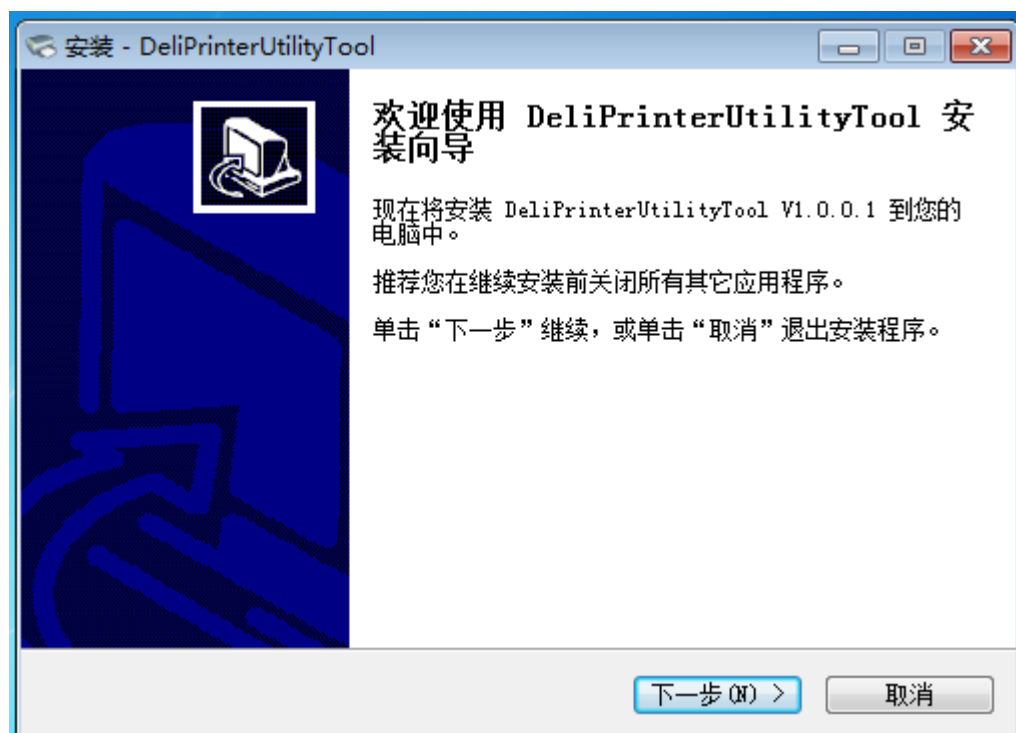 安装 - DeliPrinterUtilityTool
欢迎使用 DeliPrinterUtilityTool 安
装向导
现在将安装 DeliPrinterUtilityTool V1.0.0.1 到您的
电脑中。
推荐您在继续安装前关闭所有其它应用程序。
单击“下一步”继续，或单击“取消”退出安装程序。
下一步(N) >
取消